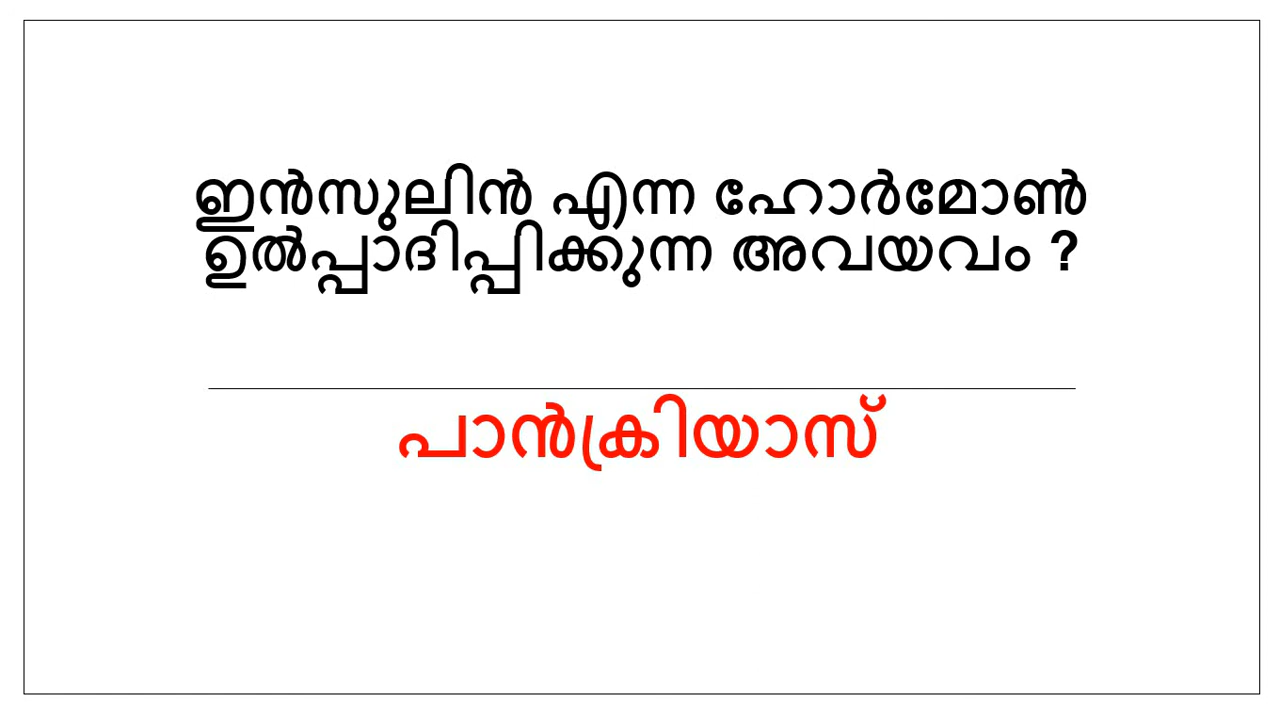 ഇൻസുലിൻ എന്ന ഹോർമോൺ
ഉൽപ്പാദിപ്പിക്കുന്ന അവയവം ?
പാൻക്രിയാസ്